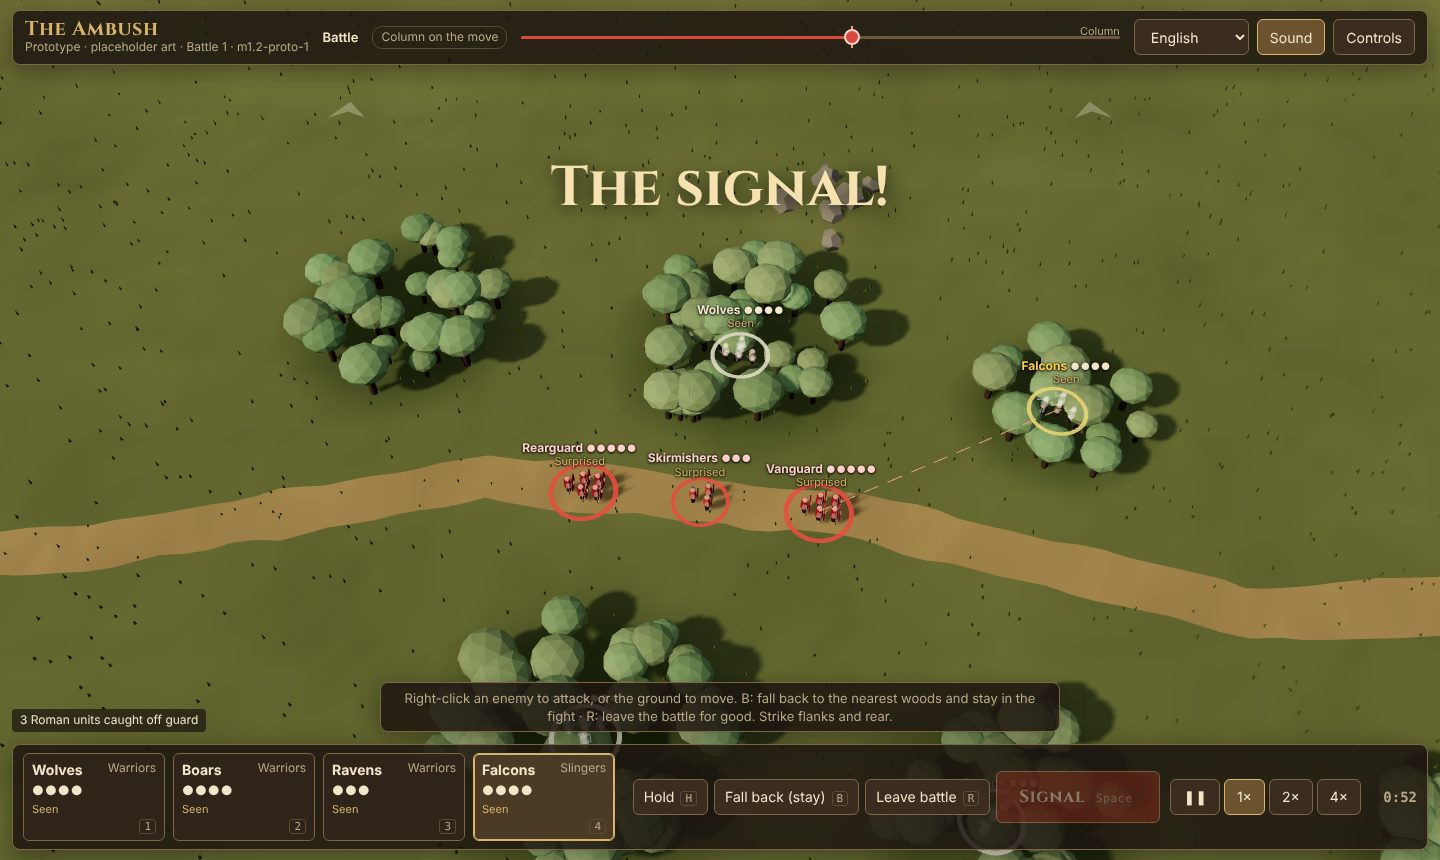 The Ambush
Prototype · placeholder art · Battle 1 · m1.2-proto-1
Battle
Column on the move
Column
English
Sound
Controls
The signal!
Wolves
Seen
Falcons
Seen
Rearguard
Surprised
Skirmishers
Surprised
Vanguard
Surprised
Right-click an enemy to attack, or the ground to move. B: fall back to the nearest woods and stay in the
fight · R: leave the battle for good. Strike flanks and rear.
3 Roman units caught off guard
Wolves Warriors
Seen
1
Boars Warriors
Seen
2
Ravens Warriors
Seen
3
Falcons Slingers
Seen
4
Hold H
Fall back (stay) B
Leave battle R
Signal Space
1×
2×
4×
0:52